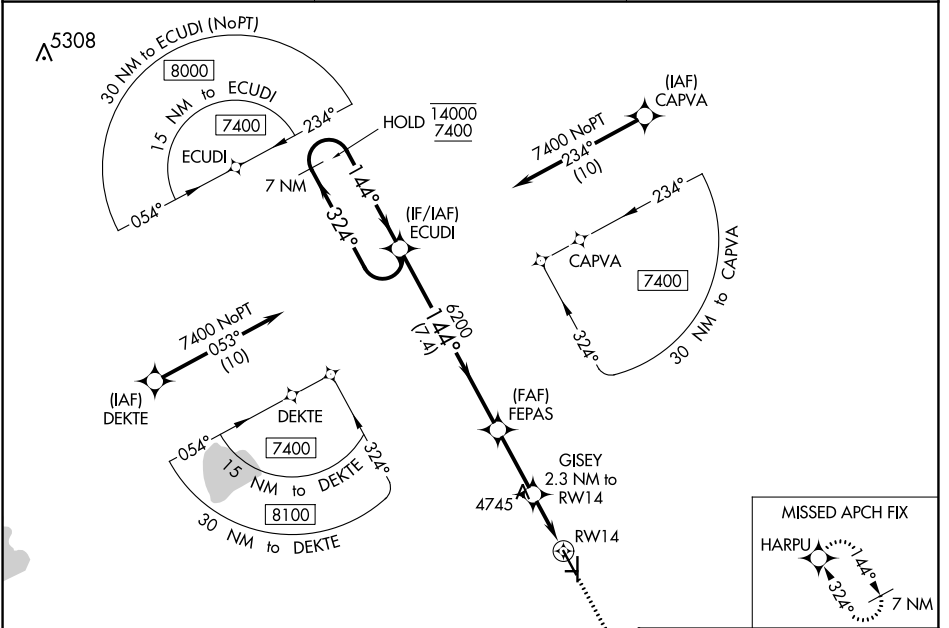 5308
30 NM to ECUDI (NoPT)
8000
15 NM to ECUDI
7400
234°
ECUDI
054°
HOLD
14000
7400
7 NM
144°
324°
(IF/IAF)
ECUDI
(IAF)
CAPVA
7400 NoPT
234°
(10)
234°
CAPVA
7400
324°
30 NM to CAPVA
6200
144°
(7.4)
7400 NoPT
053°
(10)
(IAF)
DEKTE
DEKTE
054°
7400
324°
15 NM to DEKTE
8100
30 NM to DEKTE
(FAF)
FEPAS
GISEY
2.3 NM to
RW14
4745
RW14
MISSED APCH FIX
HARPU
144°
324°
7 NM